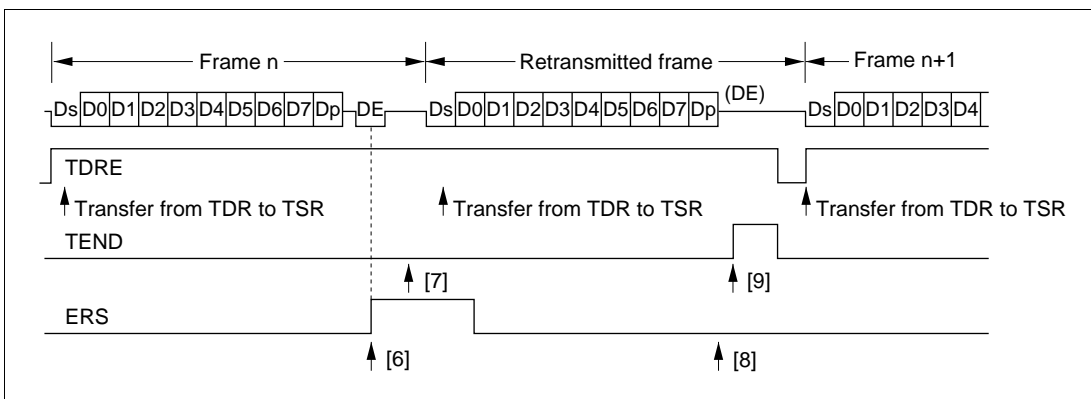 Frame n Retransmitted frame Frame n+1
Ds D0 D1 D2 D3 D4 D5 D6 D7 Dp DE Ds D0 D1 D2 D3 D4 D5 D6 D7 Dp (DE) Ds D0 D1 D2 D3 D4
TDRE
Transfer from TDR to TSR Transfer from TDR to TSR Transfer from TDR to TSR
TEND
[7] [9]
ERS
[6] [8]